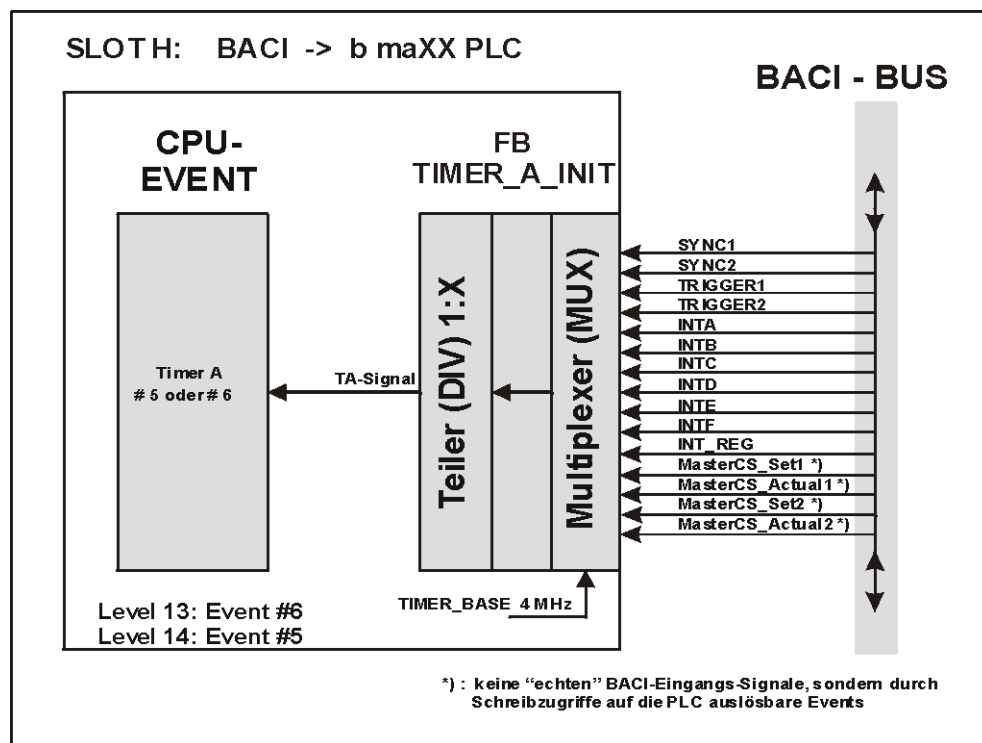 SLOTH: BACI -> b maXX PLC
BACI - BUS
CPU-
EVENT
FB
TIMER_A_INIT
Timer A
# 5 oder # 6
TA-Signal
Teiler (DIV) 1:X
Multiplexer (MUX)
SYNC1
SYNC2
TRIGGER1
TRIGGER2
INTA
INTB
INTC
INTD
INTE
INTF
INT_REG
MasterCS_Set1 *)
MasterCS_Actual1 *)
MasterCS_Set2 *)
MasterCS_Actual2 *)
TIMER_BASE_4 MHz
Level 13: Event #6
Level 14: Event #5
*) : keine "echten" BACI-Eingangs-Signale, sondern durch
Schreibzugriffe auf die PLC auslösbare Events